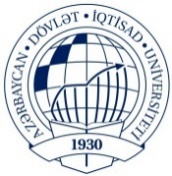 AZƏRBAYCAN • DÖVLƏT • İQTİSAD • UNİVERSİTETİ
1930